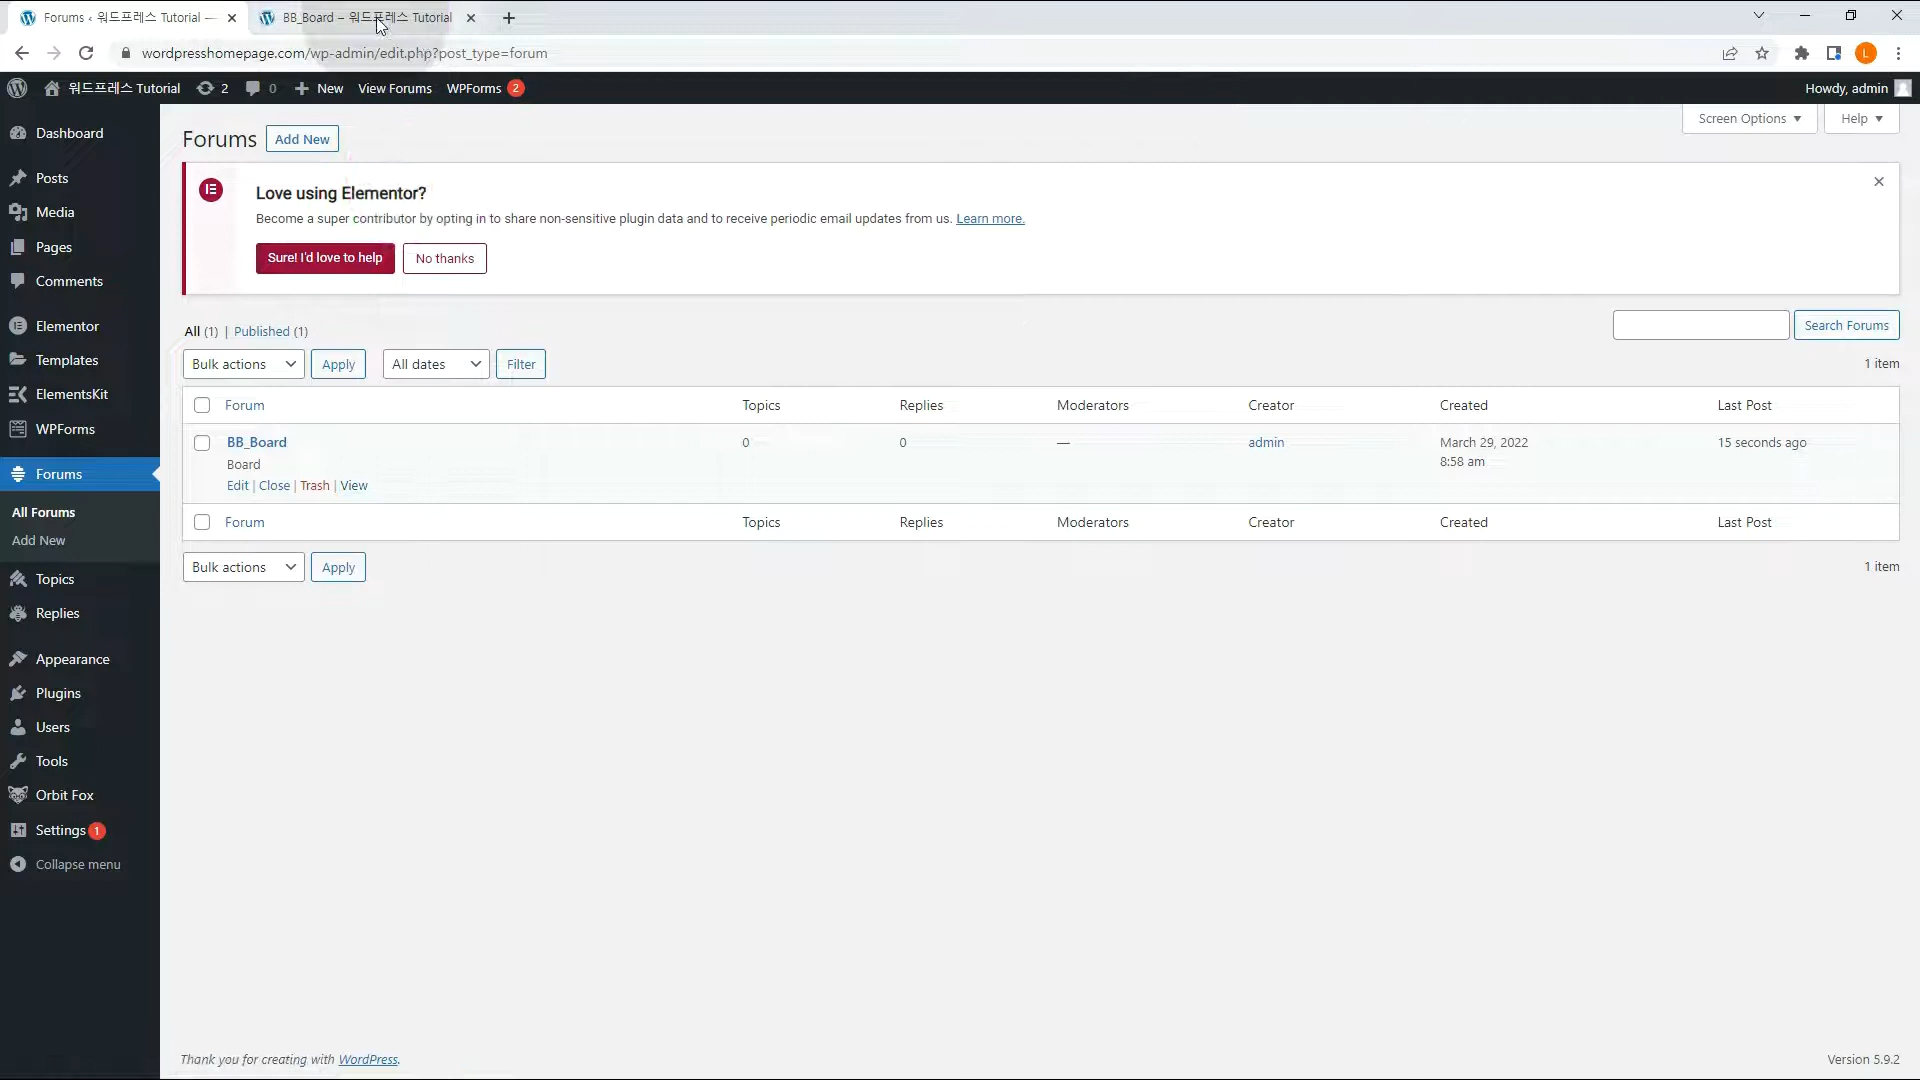 Forums ‹ 워드프레스 Tutorial —
BB_Board – 워드프레스 Tutorial
wordpresshomepage.com/wp-admin/edit.php?post_type=forum
L
워드프레스 Tutorial 2 0 New View Forums WPForms 2 Howdy, admin
Dashboard
Posts
Media
Pages
Comments
Elementor
Templates
ElementsKit
WPForms
Forums
All Forums
Add New
Topics
Replies
Appearance
Plugins
Users
Tools
Orbit Fox
Settings 1
Collapse menu
Screen Options Help
Forums Add New
Love using Elementor?
Become a super contributor by opting in to share non-sensitive plugin data and to receive periodic email updates from us. Learn more.
Sure! I'd love to help No thanks
All (1) | Published (1)
Search Forums
Bulk actions Apply All dates Filter 1 item
Forum Topics Replies Moderators Creator Created Last Post
BB_Board 0 0 — admin March 29, 2022 15 seconds ago
Board 8:58 am
Edit | Close | Trash | View
Forum Topics Replies Moderators Creator Created Last Post
Bulk actions Apply 1 item
Thank you for creating with WordPress. Version 5.9.2